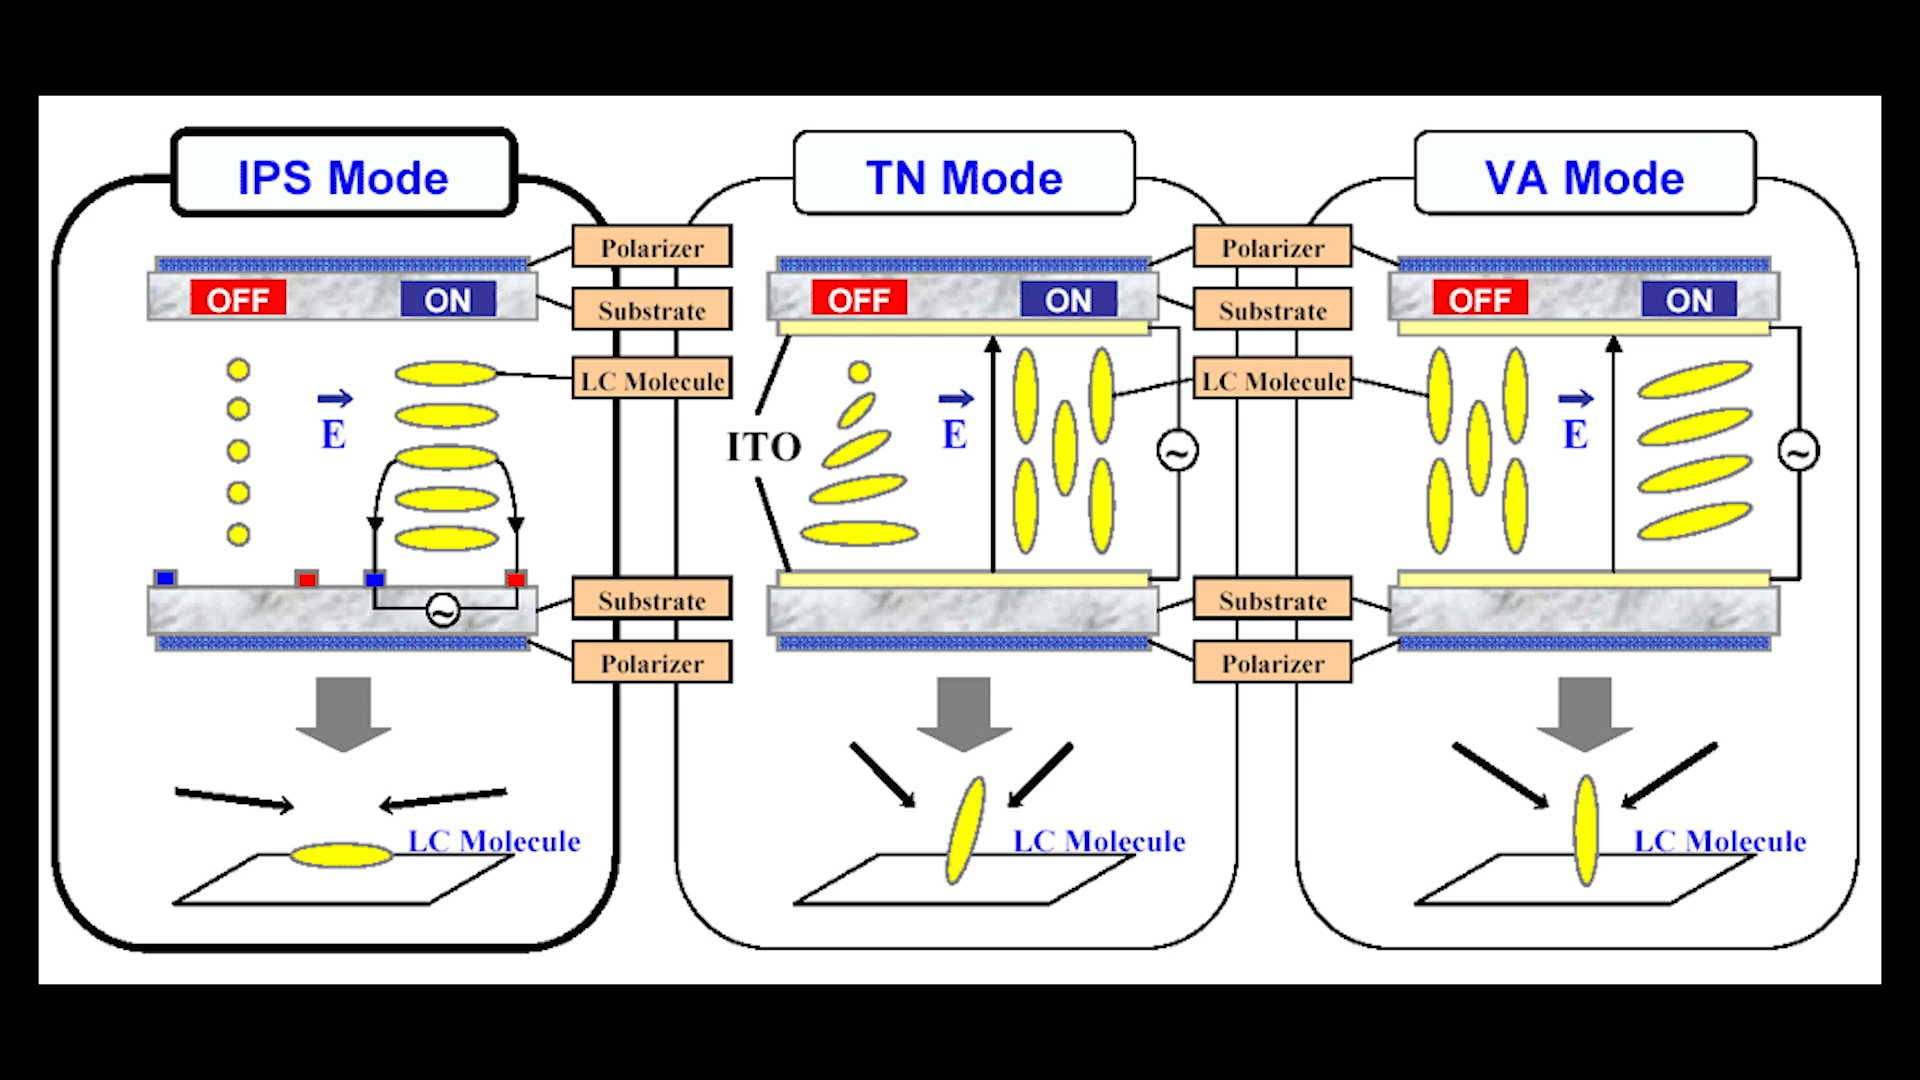 IPS Mode
TN Mode
VA Mode
Polarizer
Polarizer
OFF
ON
Substrate
OFF
ON
Substrate
OFF
ON
LC Molecule
LC Molecule
E
ITO
E
E
~
~
Substrate
Substrate
~
Polarizer
Polarizer
LC Molecule
LC Molecule
LC Molecule